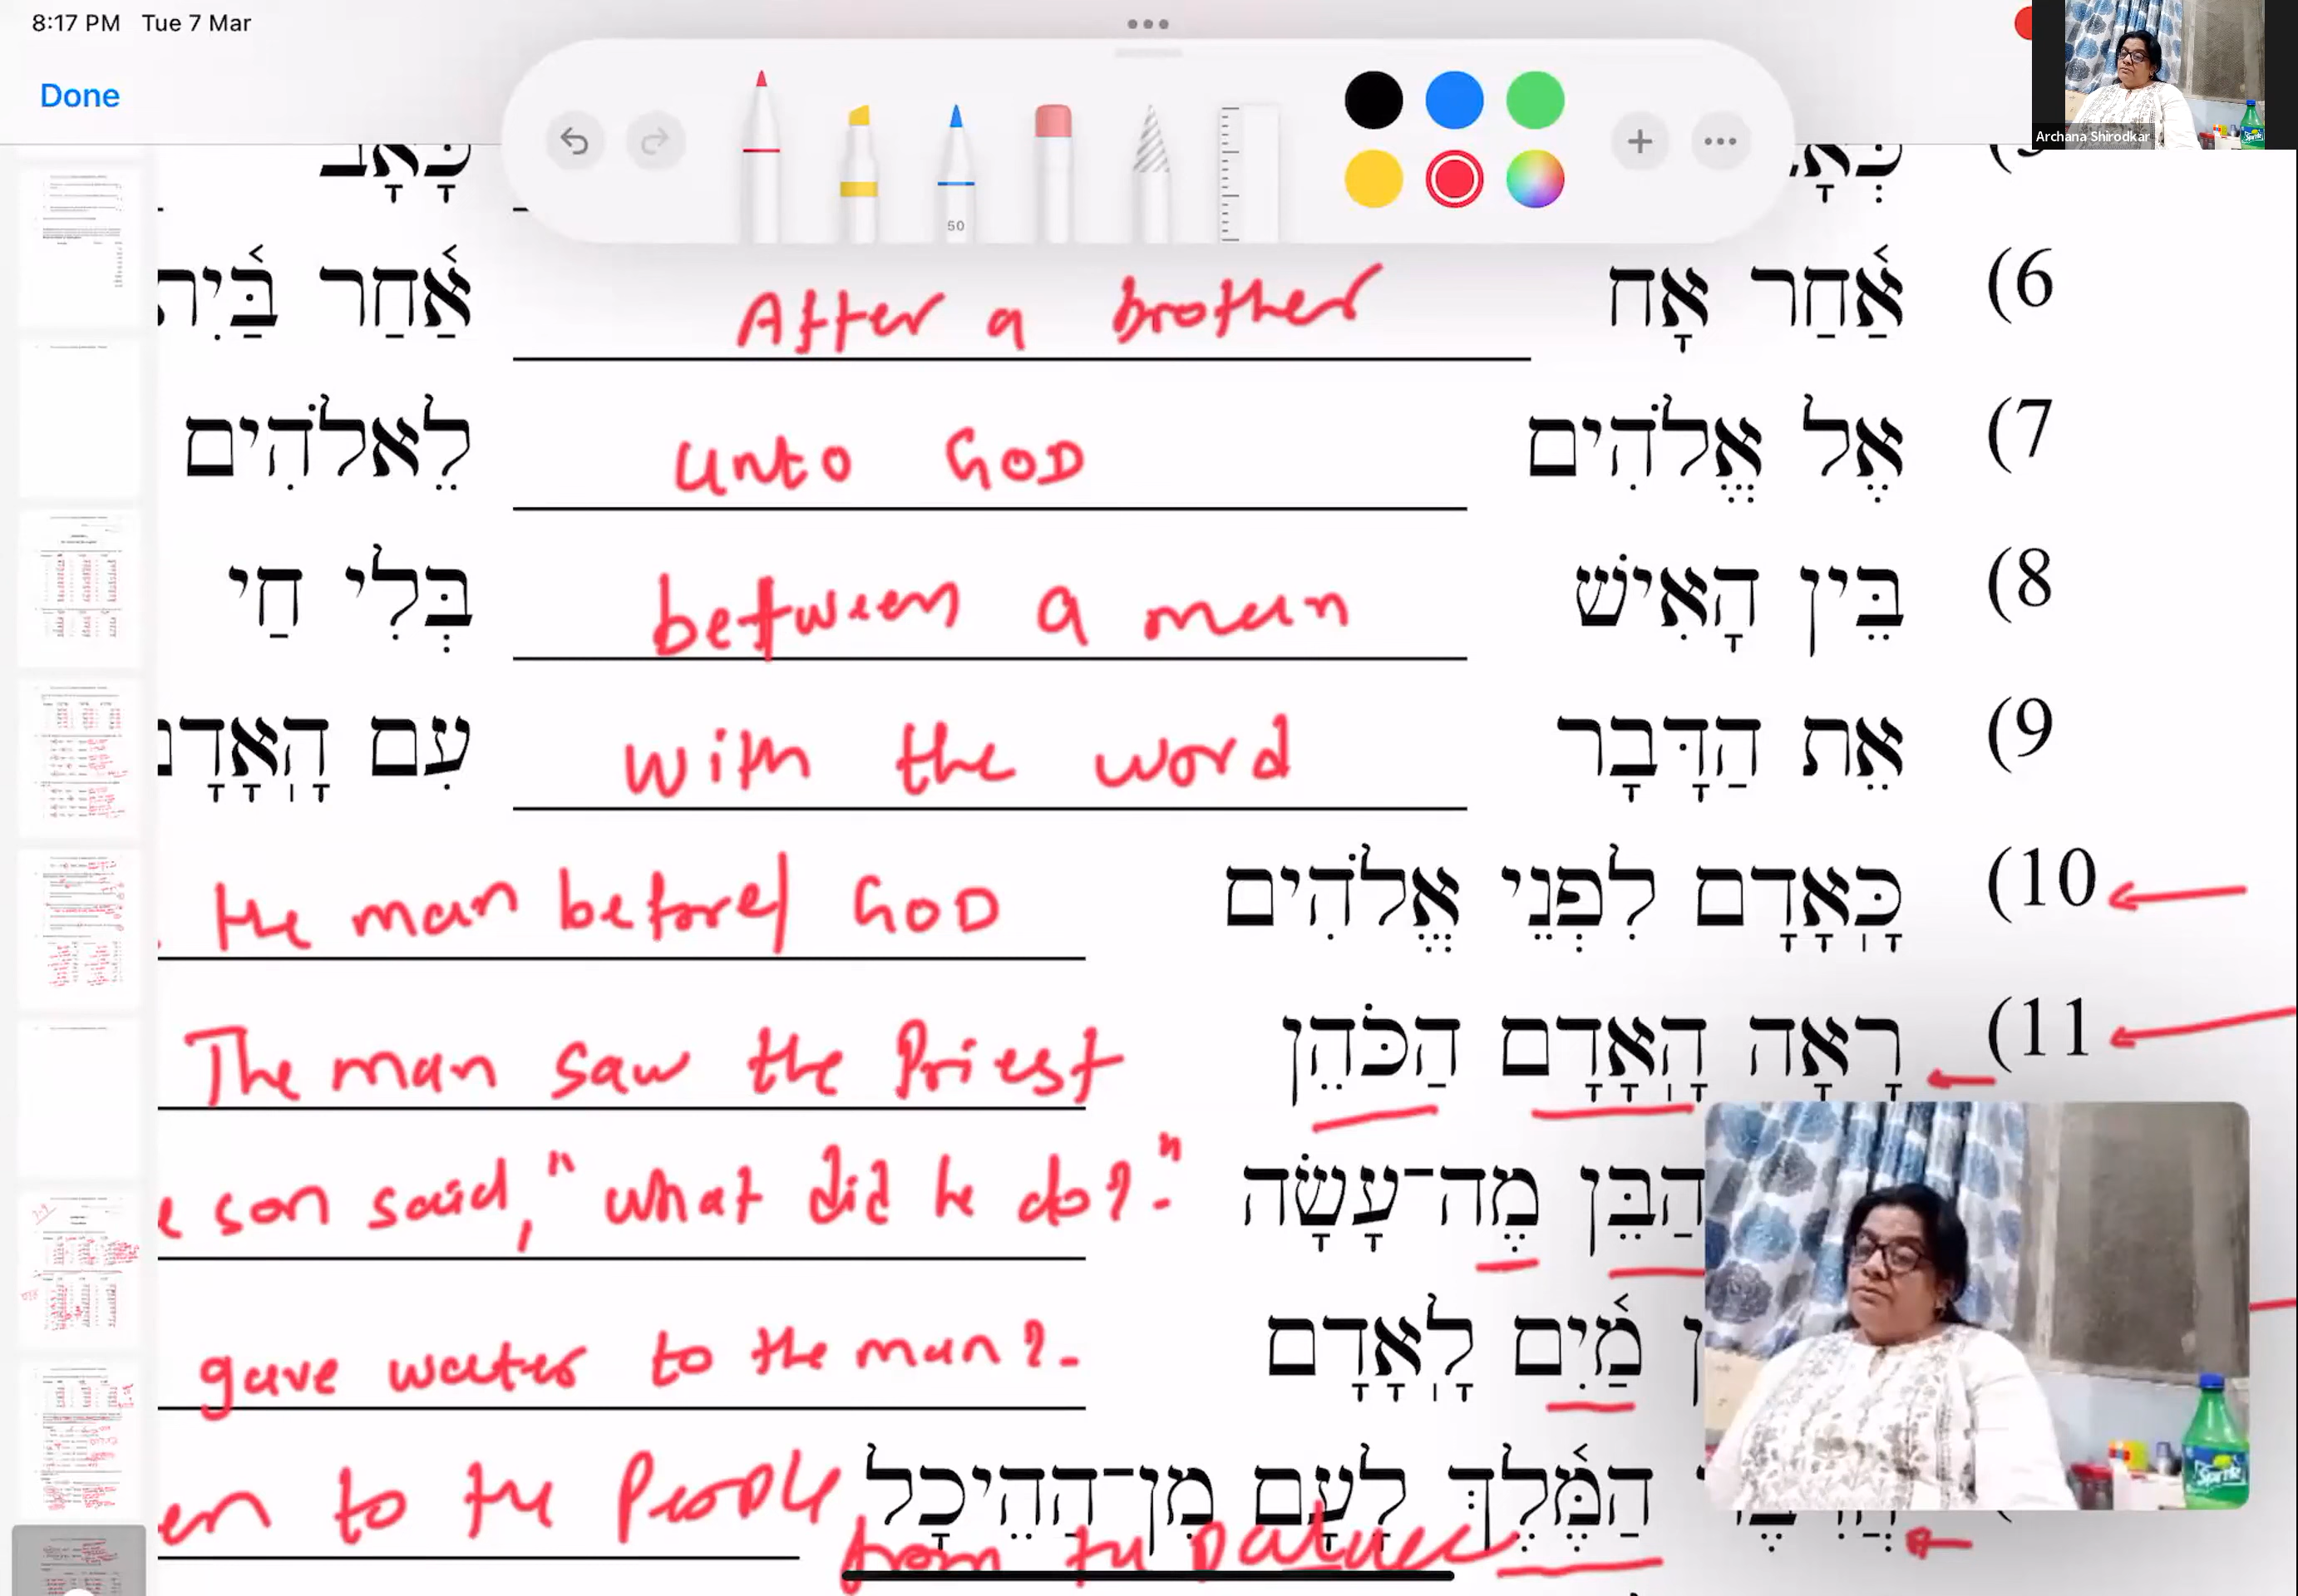 8:17 PM Tue 7 Mar
Done
50
Archana Shirodkar
כָּאָב
(6 אַ֫חַר אָח After a brother אַ֫חַר בַּ֫יִת
(7 אֶל אֱלֹהִים unto GOD לֵאלֹהִים
(8 בֵּין הָאִישׁ between a man בְּלִי חַי
(9 אֵת הַדָּבָר With the word עִם
(10 כָּֽאָדָם לִפְנֵי אֱלֹהִים the man before GOD
(11 רָאָה הָֽאָדָם הַכֹּהֵן The man saw the Priest
הַבֵּן מֶה־עָשָׂה son said, "what did he do?"
מַ֫יִם לָֽאָדָם gave water to the man?
הַמֶּ֫לֶךְ לָעָם מִן־הַהֵיכָל to the People
from the palace
Sprite